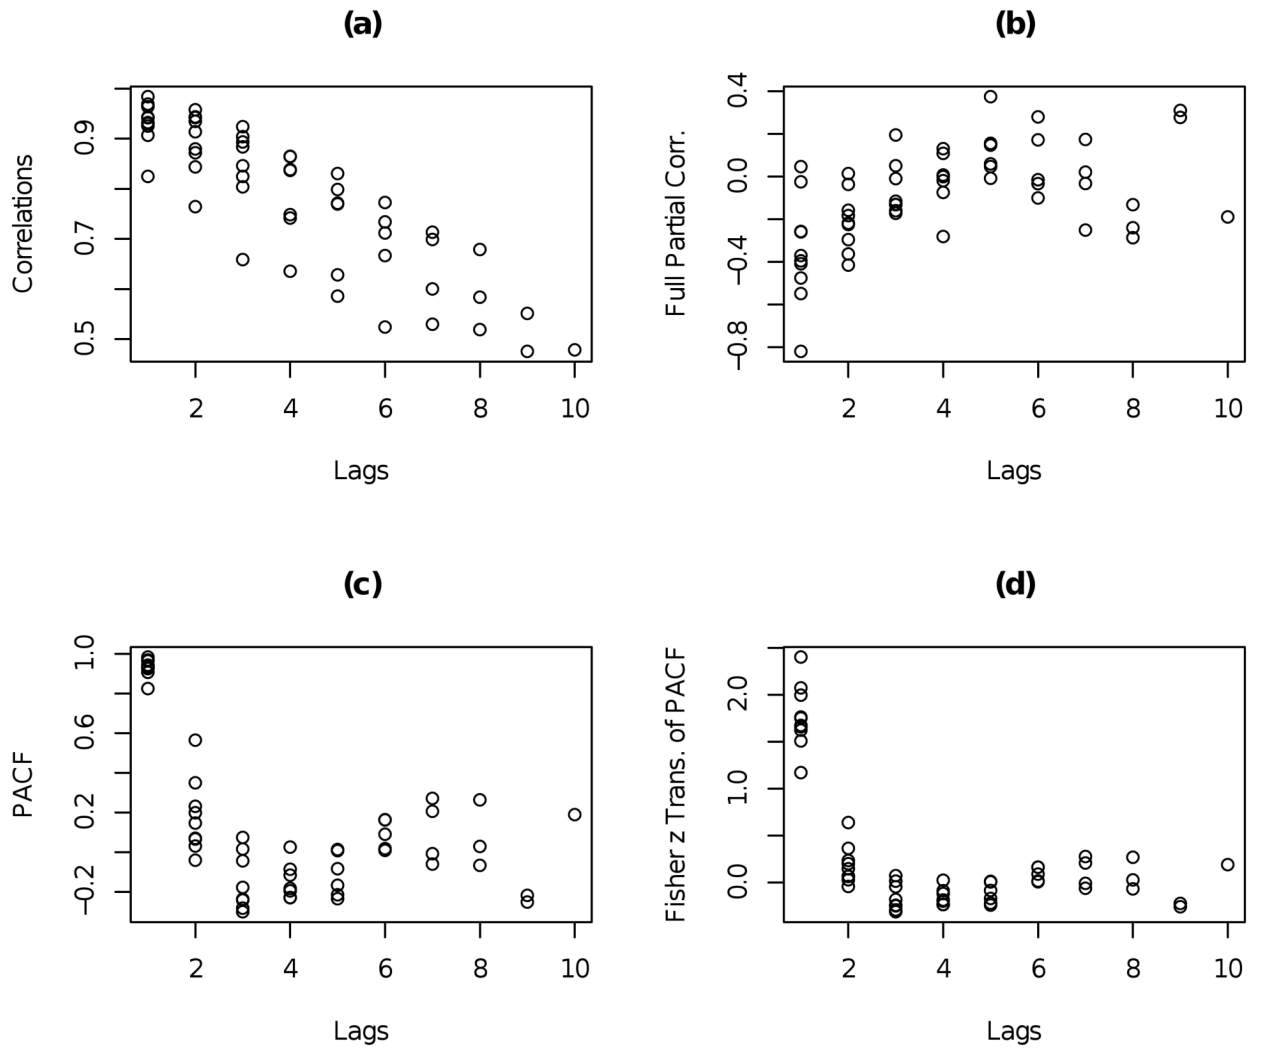 (a)
Correlations
0.9
0.7
0.5
2 4 6 8 10
Lags
(b)
Full Partial Corr.
0.4
0.0
−0.4
−0.8
2 4 6 8 10
Lags
(c)
PACF
1.0
0.6
0.2
−0.2
2 4 6 8 10
Lags
(d)
Fisher z Trans. of PACF
2.0
1.0
0.0
2 4 6 8 10
Lags